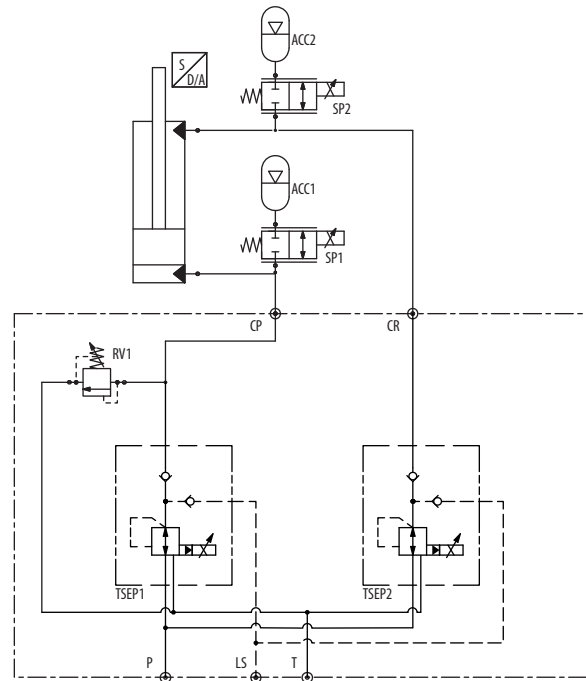 ACC2
S
D/A
SP2
ACC1
SP1
CP
CR
RV1
TSEP1
TSEP2
P
LS
T